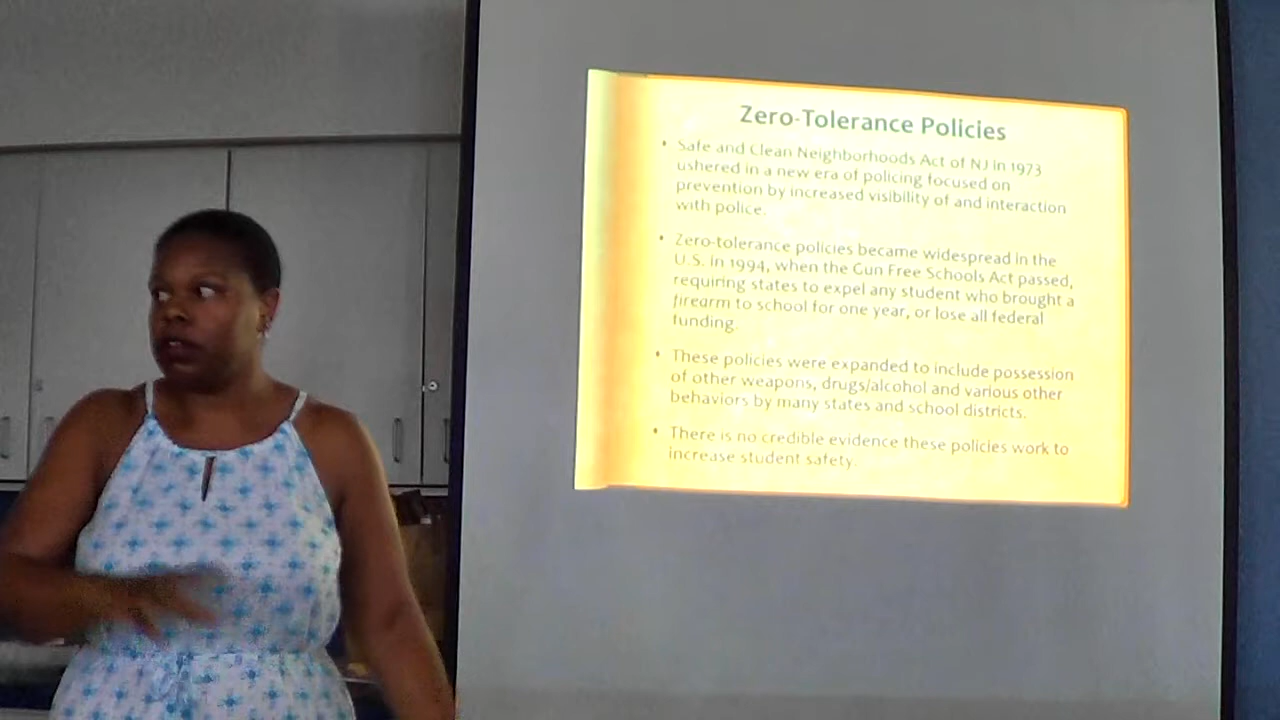 Zero-Tolerance Policies
• Safe and Clean Neighborhoods Act of NJ in 1973
ushered in a new era of policing focused on
prevention by increased visibility of and interaction
with police.
• Zero-tolerance policies became widespread in the
U.S. in 1994, when the Gun Free Schools Act passed,
requiring states to expel any student who brought a
firearm to school for one year, or lose all federal
funding.
• These policies were expanded to include possession
of other weapons, drugs/alcohol and various other
behaviors by many states and school districts.
• There is no credible evidence these policies work to
increase student safety.